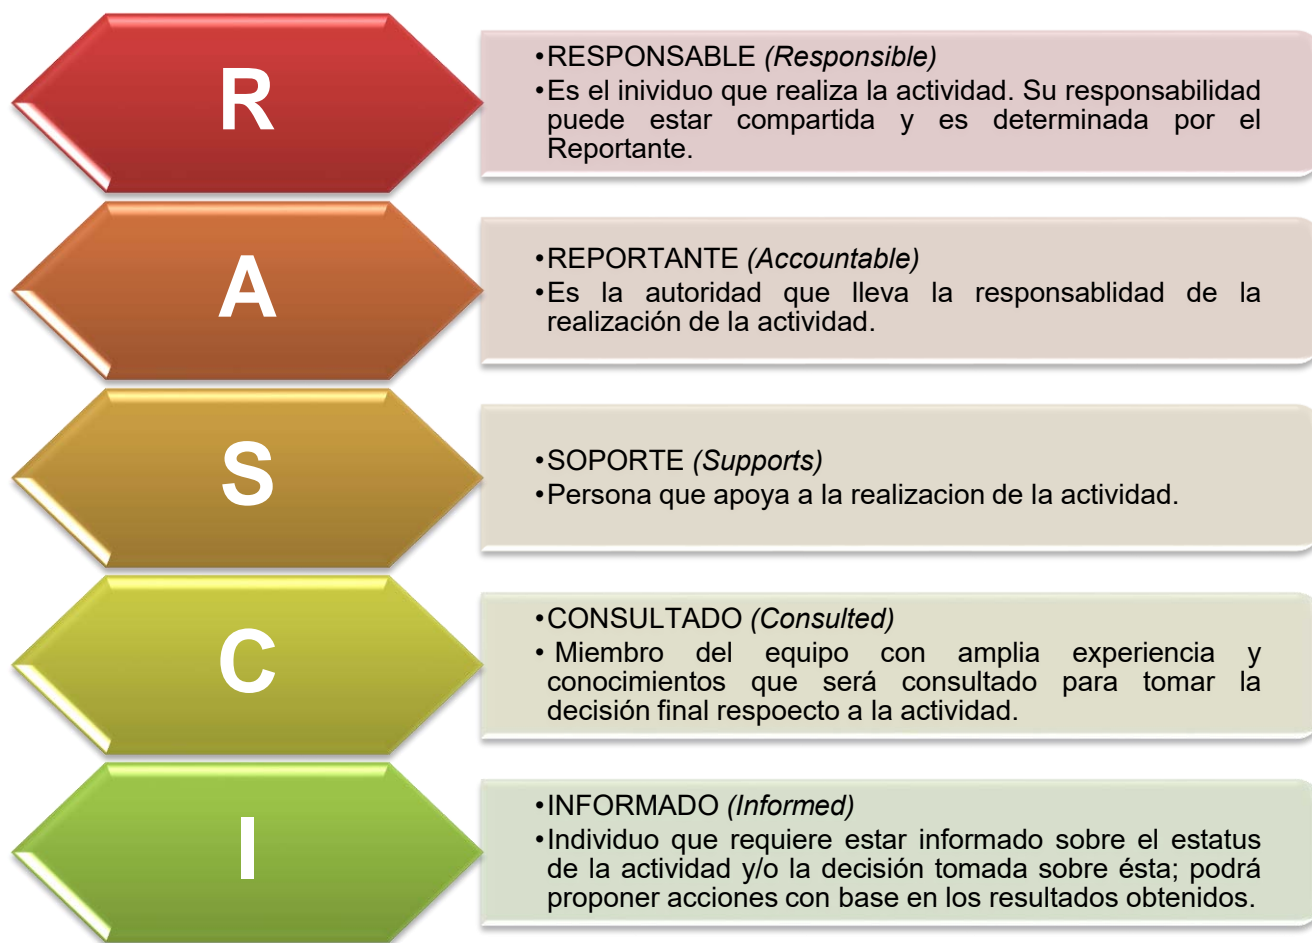 R
•RESPONSABLE (Responsible)
•Es el inividuo que realiza la actividad. Su responsabilidad
puede estar compartida y es determinada por el
Reportante.
A
•REPORTANTE (Accountable)
•Es la autoridad que lleva la responsablidad de la
realización de la actividad.
S
•SOPORTE (Supports)
•Persona que apoya a la realizacion de la actividad.
C
•CONSULTADO (Consulted)
• Miembro del equipo con amplia experiencia y
conocimientos que será consultado para tomar la
decisión final respoecto a la actividad.
I
•INFORMADO (Informed)
•Individuo que requiere estar informado sobre el estatus
de la actividad y/o la decisión tomada sobre ésta; podrá
proponer acciones con base en los resultados obtenidos.